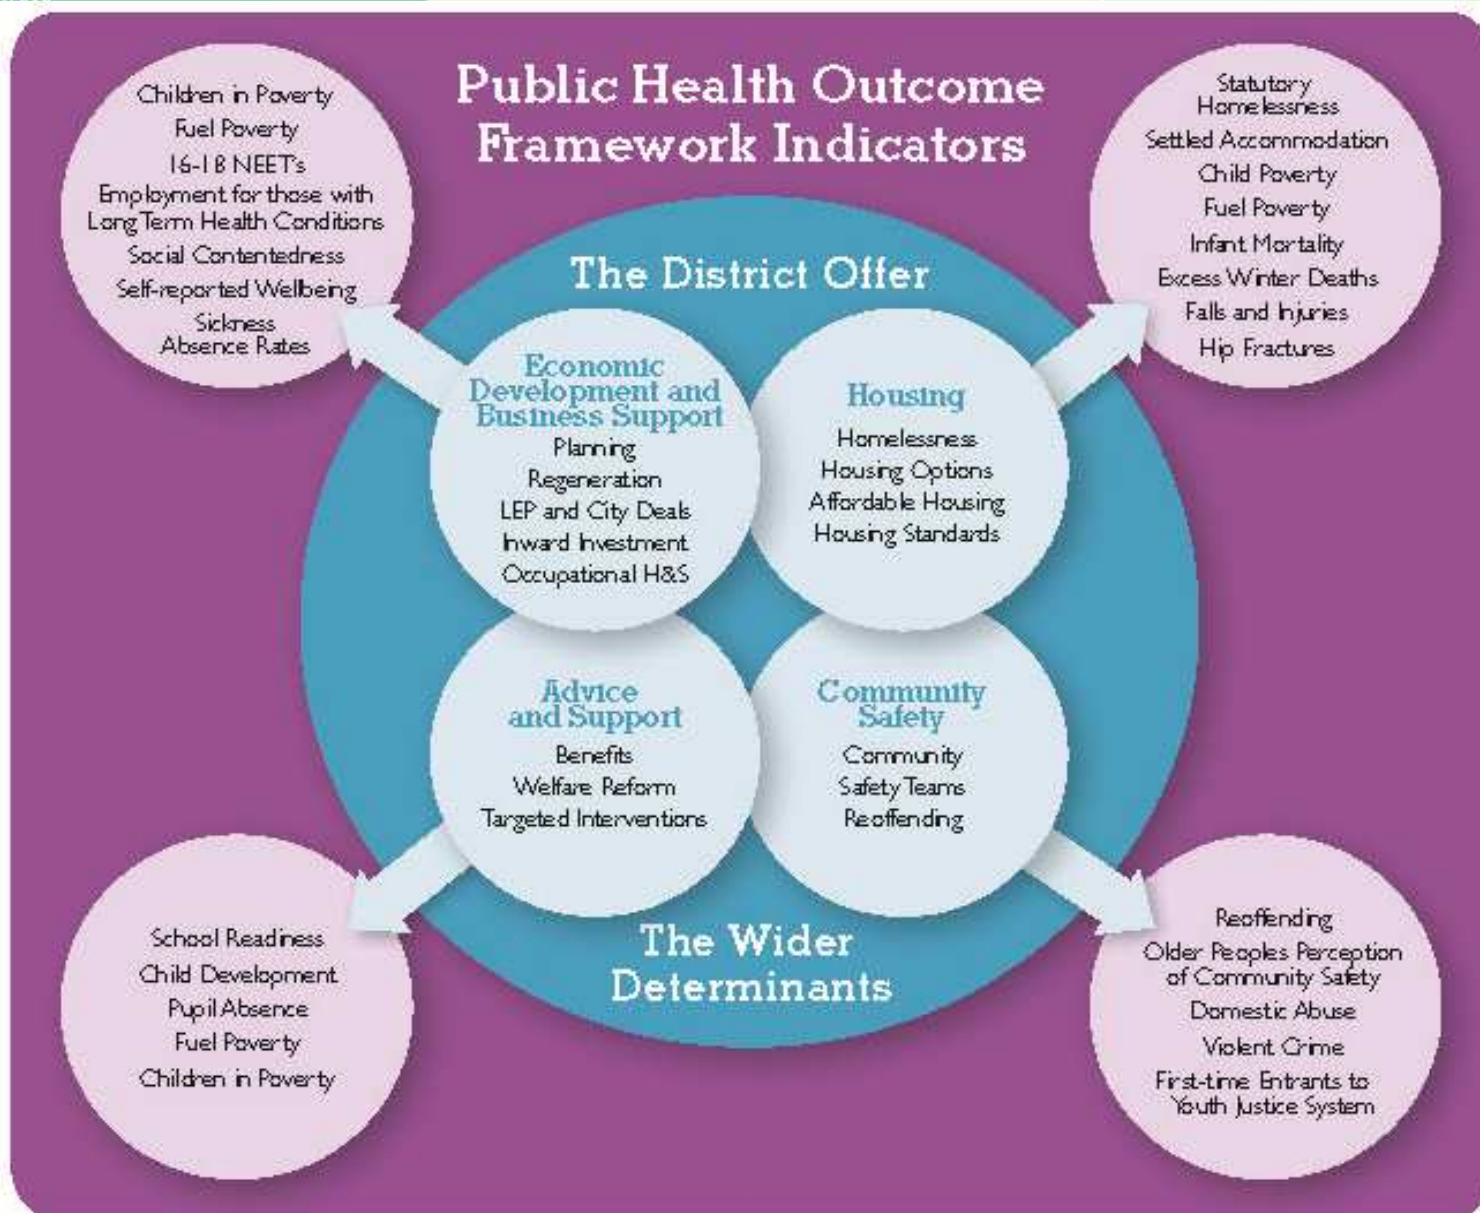 Public Health Outcome
Framework Indicators
Children in Poverty
Fuel Poverty
16-18 NEET's
Employment for those with
Long Term Health Conditions
Social Contentedness
Self-reported Wellbeing
Sickness
Absence Rates
Statutory
Homelessness
Settled Accommodation
Child Poverty
Fuel Poverty
Infant Mortality
Excess Winter Deaths
Falls and Injuries
Hip Fractures
The District Offer
Economic
Development and
Business Support
Planning
Regeneration
LEP and City Deals
Inward Investment
Occupational H&S
Housing
Homelessness
Housing Options
Affordable Housing
Housing Standards
Advice
and Support
Benefits
Welfare Reform
Targeted Interventions
Community
Safety
Community
Safety Teams
Reoffending
The Wider
Determinants
School Readiness
Child Development
Pupil Absence
Fuel Poverty
Children in Poverty
Reoffending
Older Peoples Perception
of Community Safety
Domestic Abuse
Violent Crime
First-time Entrants to
Youth Justice System